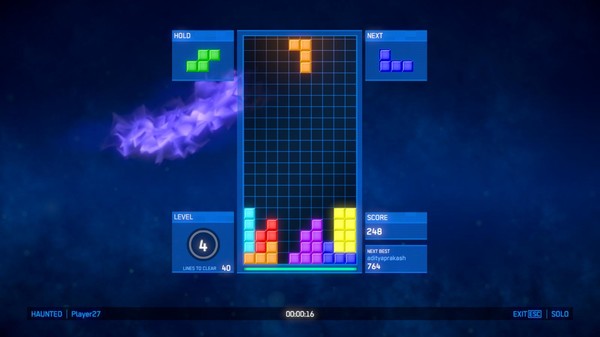 HOLD
NEXT
LEVEL
4
LINES TO CLEAR 40
SCORE
248
NEXT BEST
adityaprakash
764
HAUNTED | Player27
00:00:16
EXIT ESC | SOLO